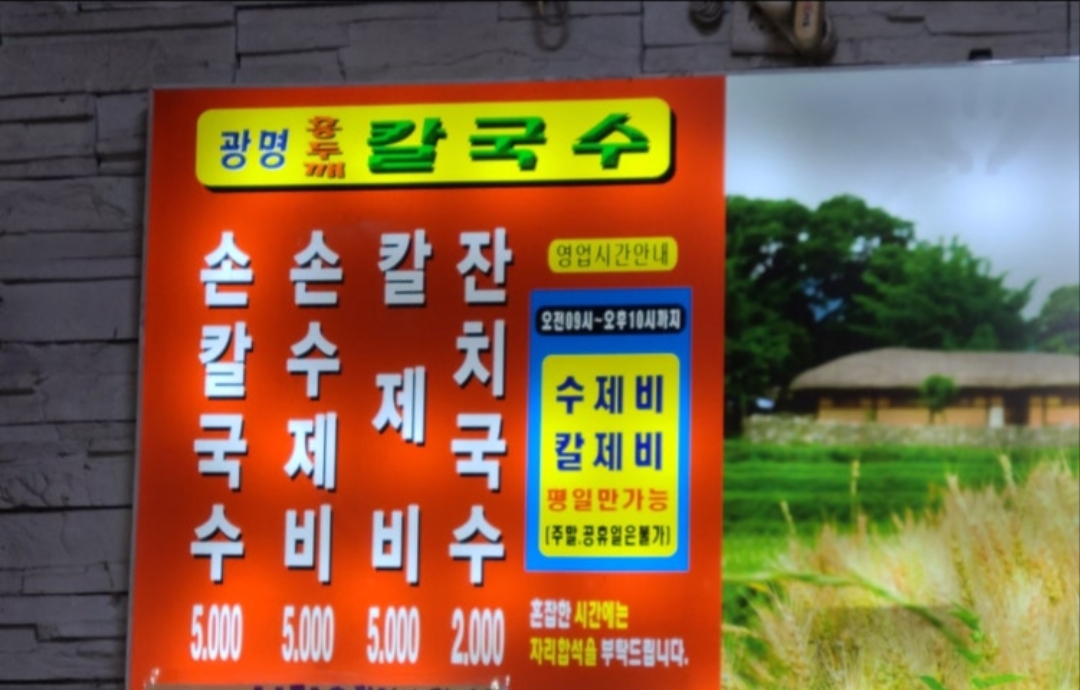 광명 홍두깨 칼국수
손칼국수 5.000
손수제비 5.000
칼제비 5.000
잔치국수 2.000
영업시간안내
오전09시~오후10시까지
수제비
칼제비
평일만가능
(주말.공휴일은불가)
혼잡한 시간에는
자리합석을 부탁드립니다.